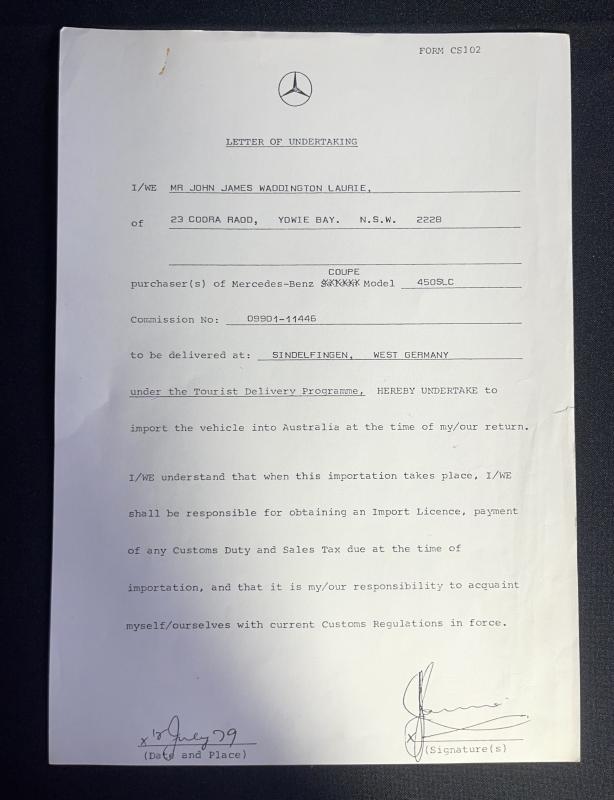 FORM CS102
LETTER OF UNDERTAKING
I/WE MR JOHN JAMES WADDINGTON LAURIE,
of 23 COORA RAOD, YOWIE BAY. N.S.W. 2228
COUPE
purchaser(s) of Mercedes-Benz Model 450SLC
Commission No: 09901-11446
to be delivered at: SINDELFINGEN, WEST GERMANY
under the Tourist Delivery Programme, HEREBY UNDERTAKE to
import the vehicle into Australia at the time of my/our return.
I/WE understand that when this importation takes place, I/WE
shall be responsible for obtaining an Import Licence, payment
of any Customs Duty and Sales Tax due at the time of
importation, and that it is my/our responsibility to acquaint
myself/ourselves with current Customs Regulations in force.
x July 79
x
(Date and Place)
(Signature(s)